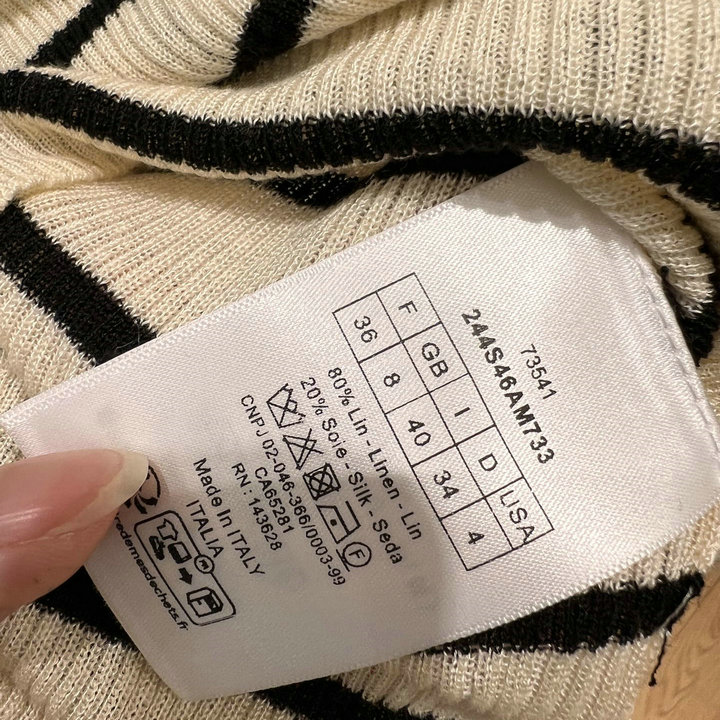 73541
244S46AM733
F GB I D USA
36 8 40 34 4
80% Lin - Linen - Lin
20% Soie - Silk - Seda
F
CNPJ 02-046-366/0003-99
CA65281
RN : 143628
Made In ITALY
ITALIA
FR